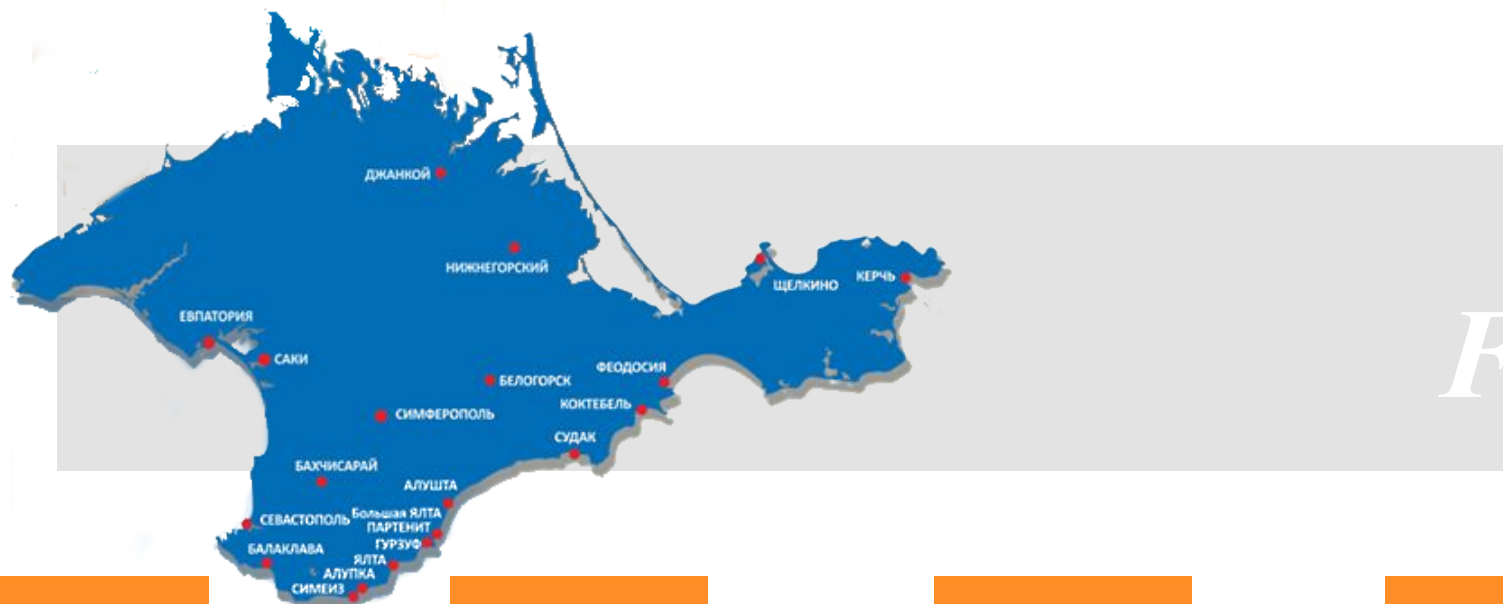 ДЖАНКОЙ
НИЖНЕГОРСКИЙ
ЩЕЛКИНО
КЕРЧЬ
ЕВПАТОРИЯ
САКИ
ФЕОДОСИЯ
БЕЛОГОРСК
КОКТЕБЕЛЬ
СИМФЕРОПОЛЬ
СУДАК
БАХЧИСАРАЙ
АЛУШТА
Большая ЯЛТА
СЕВАСТОПОЛЬ
ПАРТЕНИТ
ГУРЗУФ
БАЛАКЛАВА
ЯЛТА
АЛУПКА
СИМЕИЗ